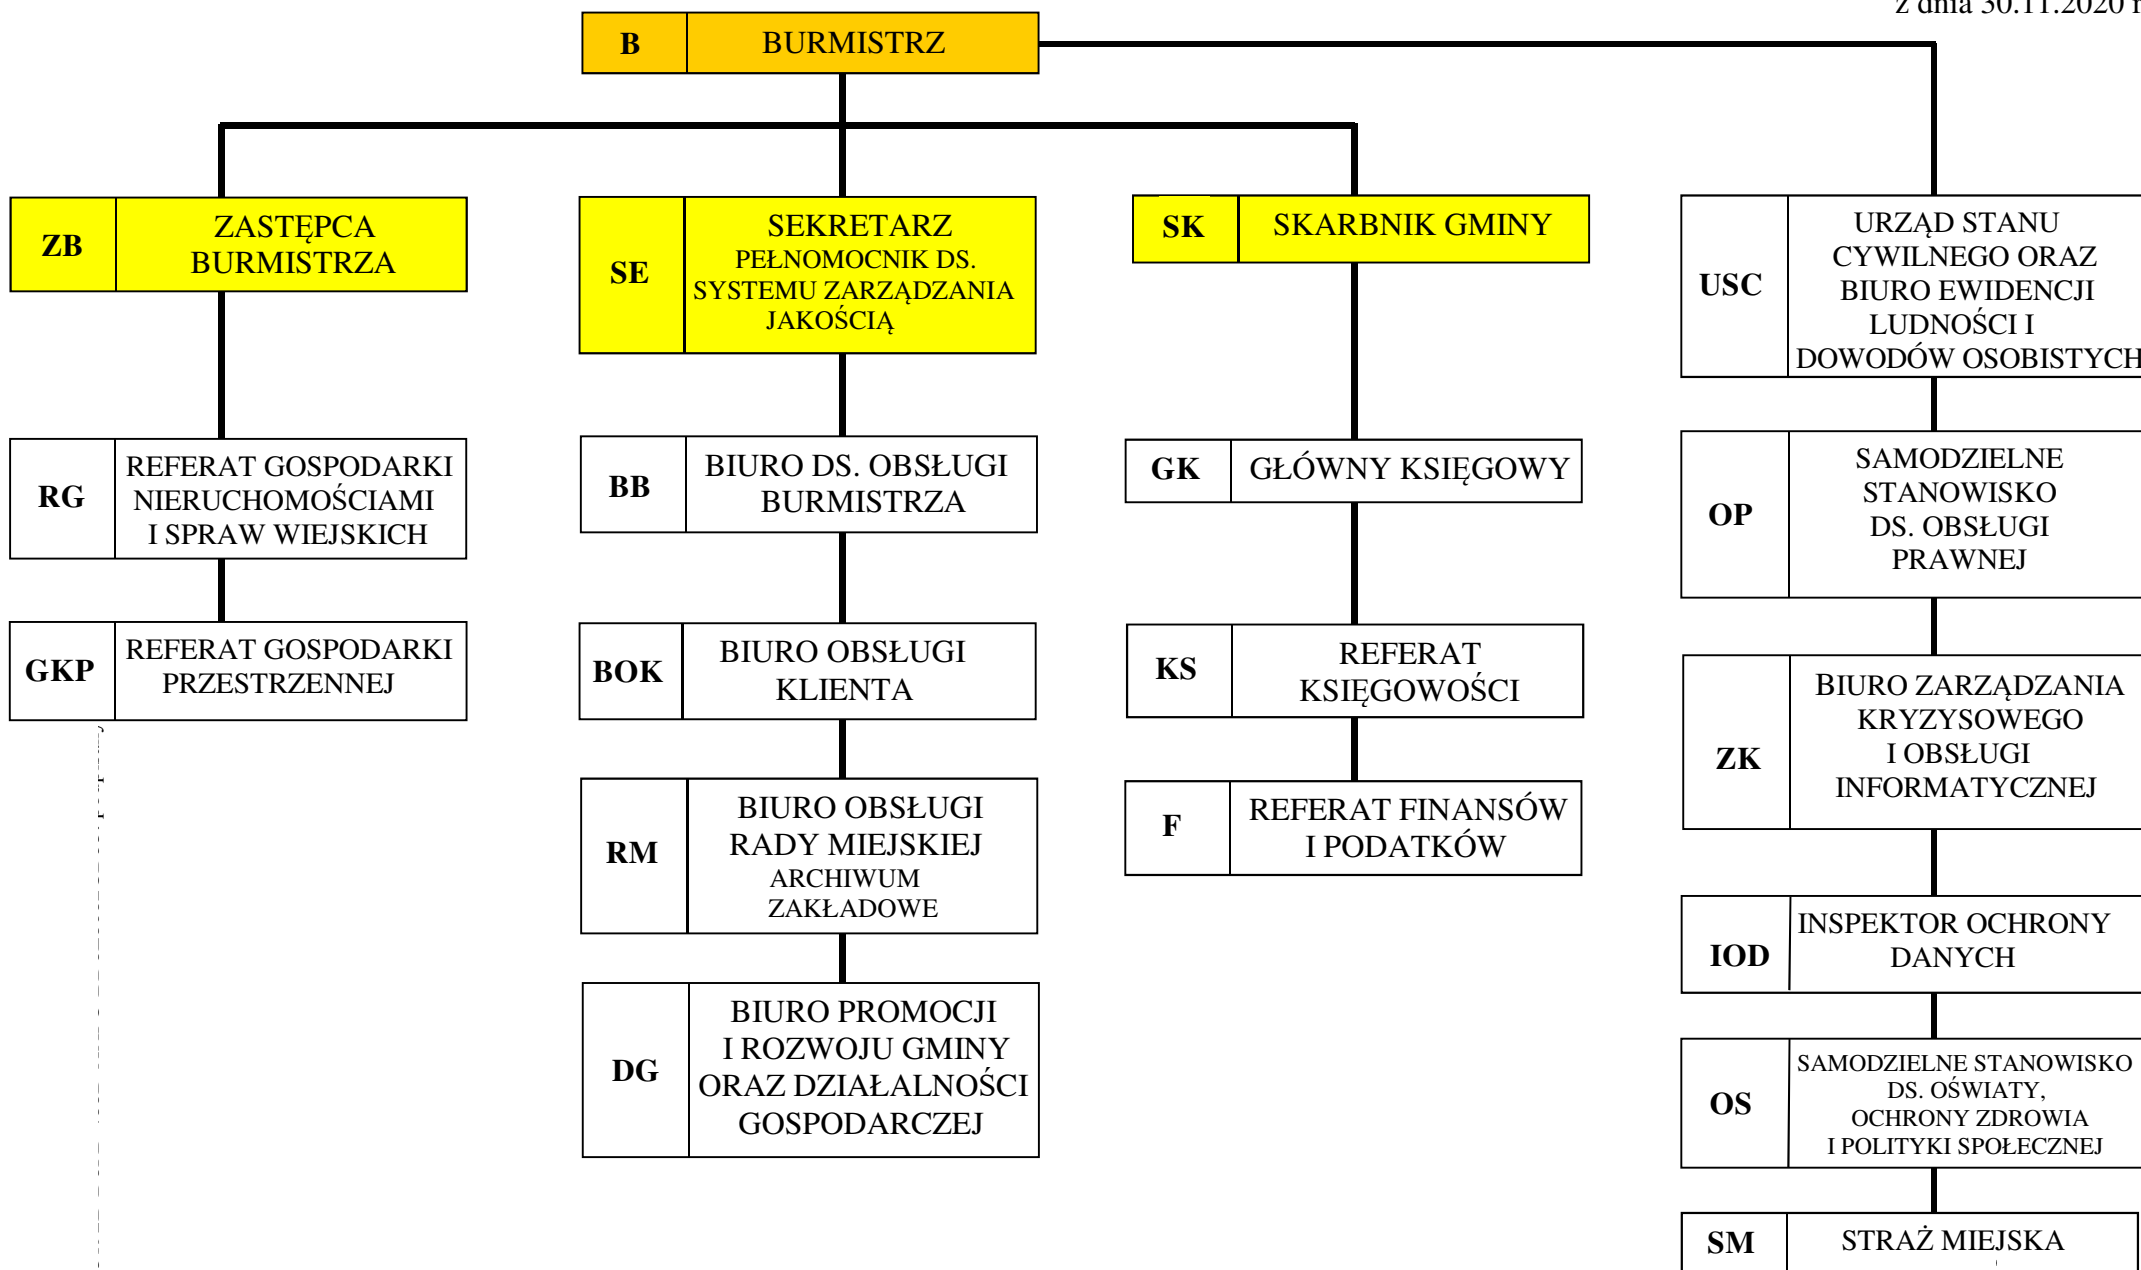 z dnia 30.11.2020 r
B BURMISTRZ
ZB ZASTĘPCA
BURMISTRZA
SE SEKRETARZ
PEŁNOMOCNIK DS.
SYSTEMU ZARZĄDZANIA
JAKOŚCIĄ
SK SKARBNIK GMINY
USC URZĄD STANU
CYWILNEGO ORAZ
BIURO EWIDENCJI
LUDNOŚCI I
DOWODÓW OSOBISTYCH
RG REFERAT GOSPODARKI
NIERUCHOMOŚCIAMI
I SPRAW WIEJSKICH
BB BIURO DS. OBSŁUGI
BURMISTRZA
GK GŁÓWNY KSIĘGOWY
OP SAMODZIELNE
STANOWISKO
DS. OBSŁUGI
PRAWNEJ
GKP REFERAT GOSPODARKI
PRZESTRZENNEJ
BOK BIURO OBSŁUGI
KLIENTA
KS REFERAT
KSIĘGOWOŚCI
ZK BIURO ZARZĄDZANIA
KRYZYSOWEGO
I OBSŁUGI
INFORMATYCZNEJ
RM BIURO OBSŁUGI
RADY MIEJSKIEJ
ARCHIWUM
ZAKŁADOWE
F REFERAT FINANSÓW
I PODATKÓW
IOD INSPEKTOR OCHRONY
DANYCH
DG BIURO PROMOCJI
I ROZWOJU GMINY
ORAZ DZIAŁALNOŚCI
GOSPODARCZEJ
OS SAMODZIELNE STANOWISKO
DS. OŚWIATY,
OCHRONY ZDROWIA
I POLITYKI SPOŁECZNEJ
SM STRAŻ MIEJSKA